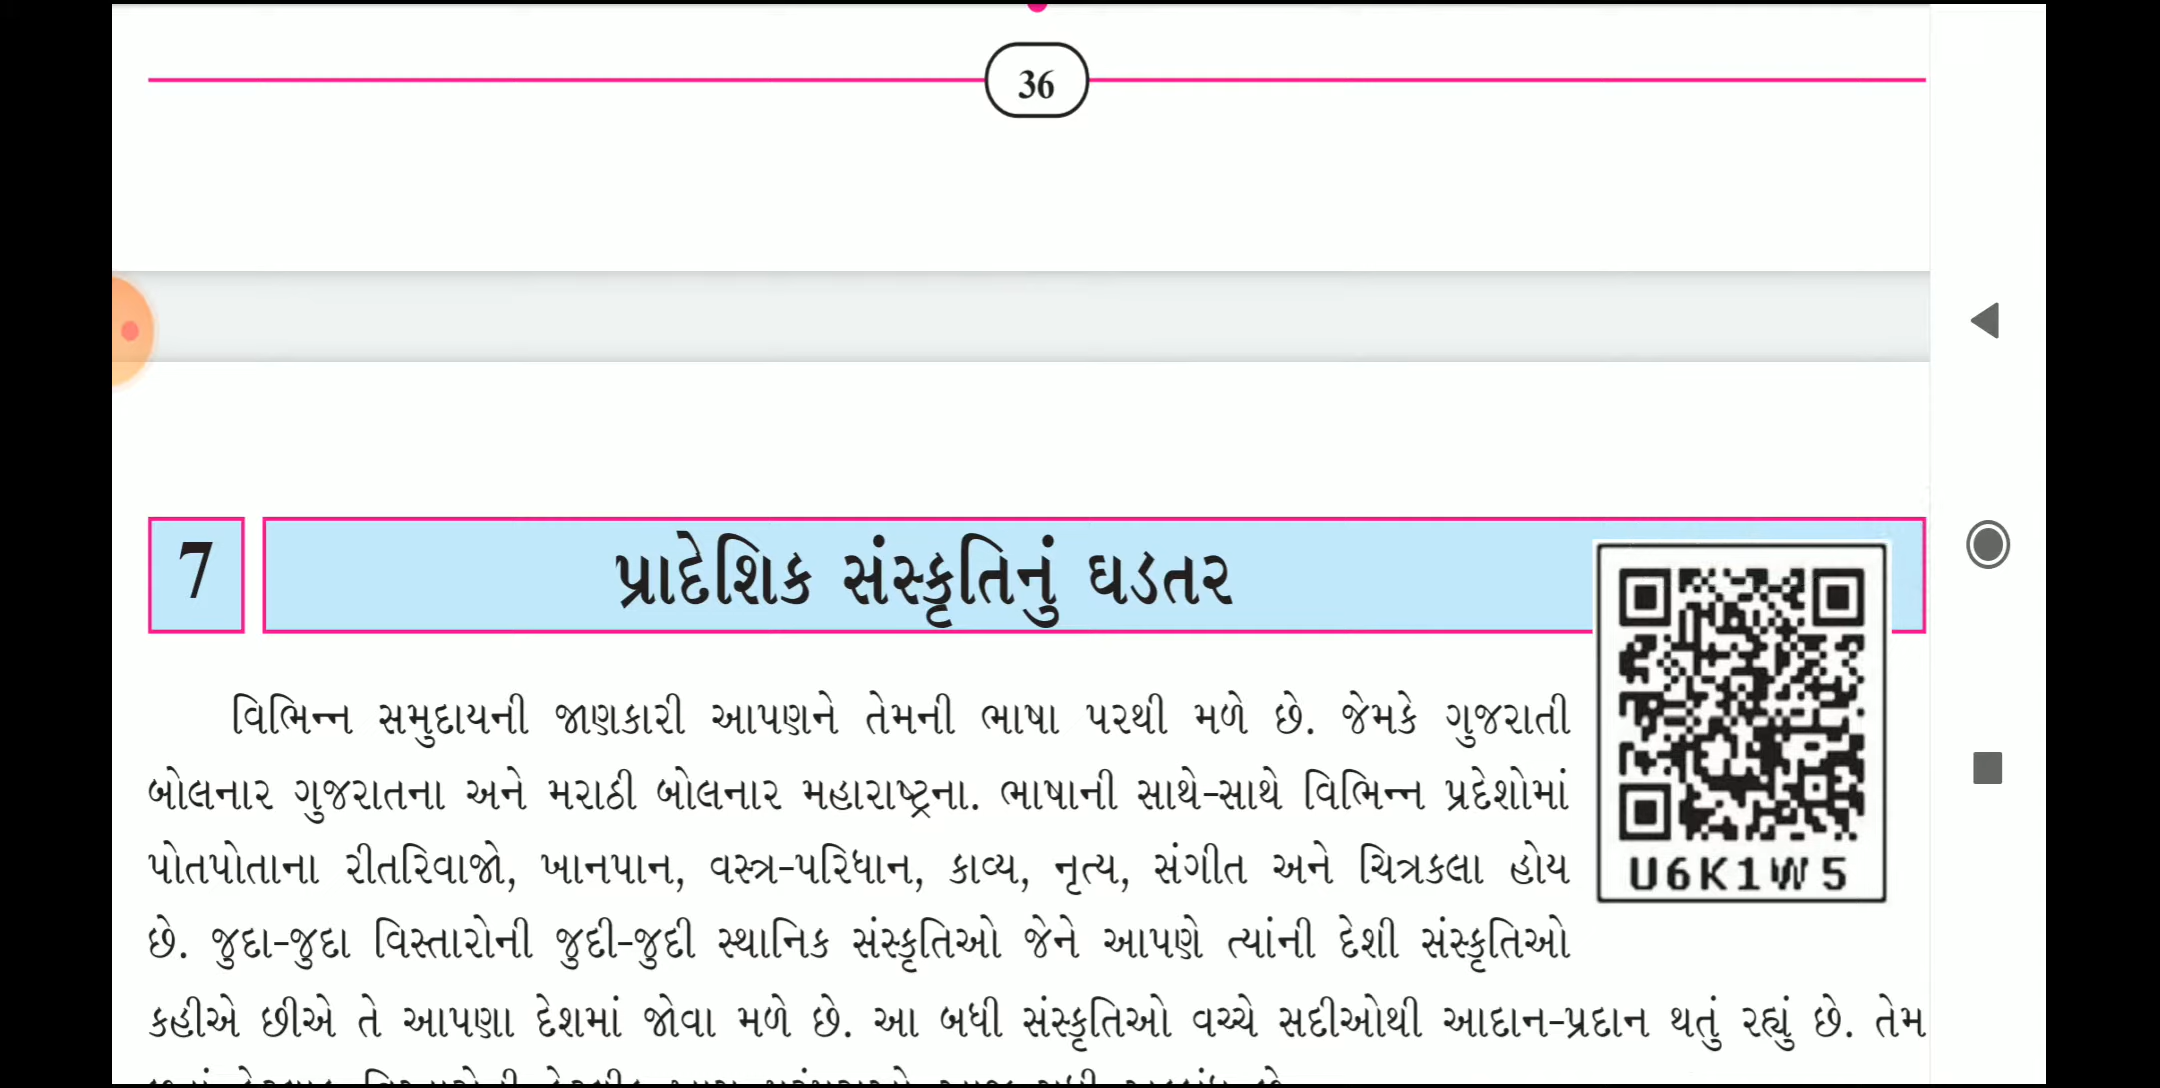 36
7 પ્રાદેશિક સંસ્કૃતિનું ઘડતર
વિભિન્ન સમુદાયની જાણકારી આપણને તેમની ભાષા પરથી મળે છે. જેમકે ગુજરાતી
બોલનાર ગુજરાતના અને મરાઠી બોલનાર મહારાષ્ટ્રના. ભાષાની સાથે-સાથે વિભિન્ન પ્રદેશોમાં
પોતપોતાના રીતરિવાજો, ખાનપાન, વસ્ત્ર-પરિધાન, કાવ્ય, નૃત્ય, સંગીત અને ચિત્રકલા હોય
U6K1W5
છે. જુદા-જુદા વિસ્તારોની જુદી-જુદી સ્થાનિક સંસ્કૃતિઓ જેને આપણે ત્યાંની દેશી સંસ્કૃતિઓ
કહીએ છીએ તે આપણા દેશમાં જોવા મળે છે. આ બધી સંસ્કૃતિઓ વચ્ચે સદીઓથી આદાન-પ્રદાન થતું રહ્યું છે. તેમ